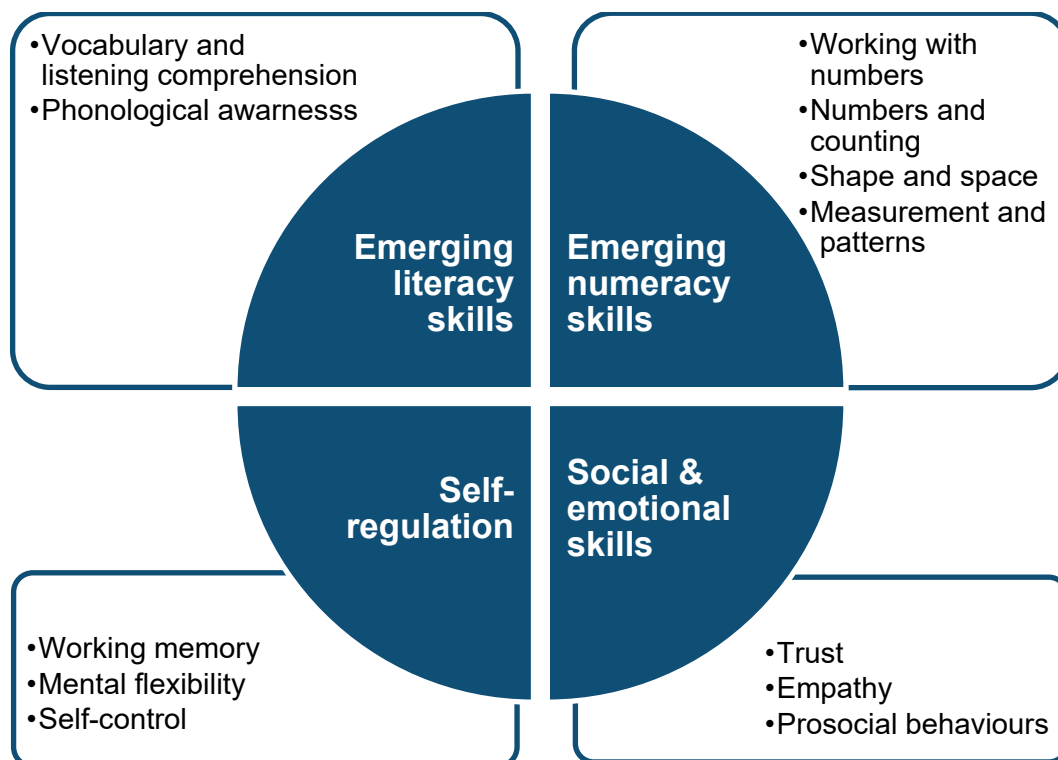 •Vocabulary and
listening comprehension
•Phonological awarnesss
•Working with
numbers
•Numbers and
counting
•Shape and space
•Measurement and
patterns
Emerging
literacy
skills
Emerging
numeracy
skills
Self-
regulation
Social &
emotional
skills
•Working memory
•Mental flexibility
•Self-control
•Trust
•Empathy
•Prosocial behaviours